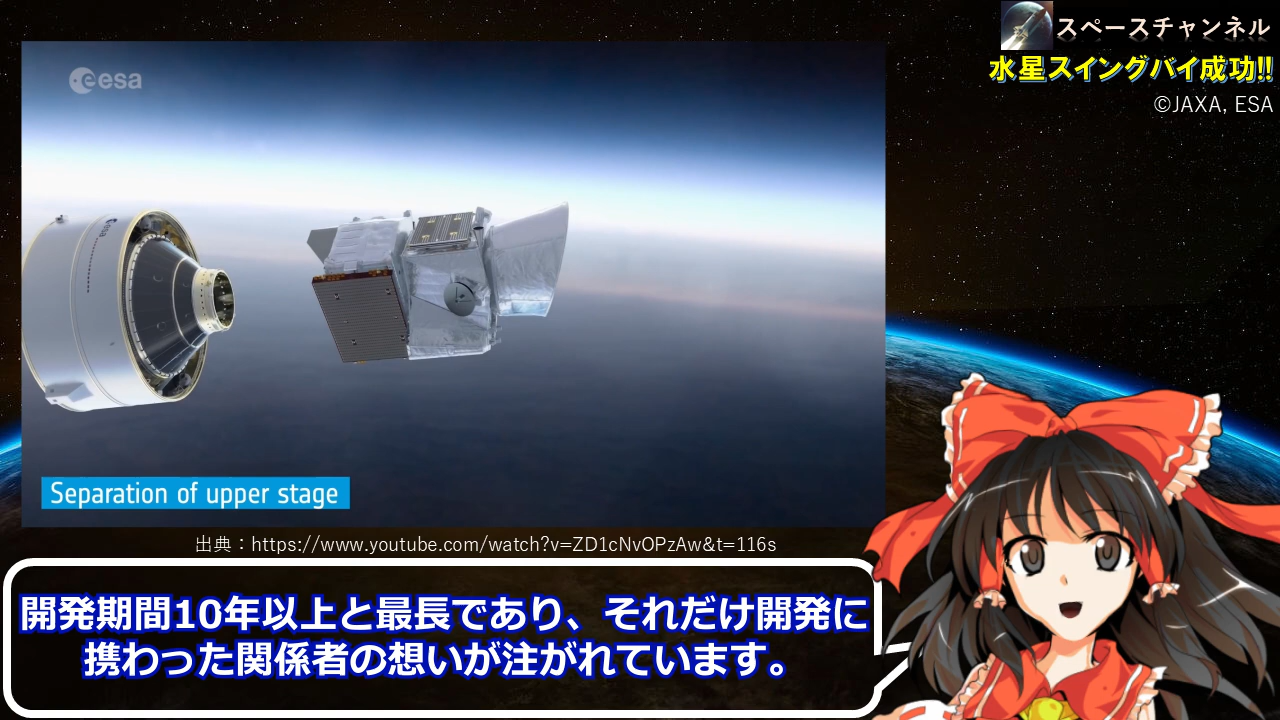 スペースチャンネル
水星スイングバイ成功!!
©JAXA, ESA
esa
esa
Separation of upper stage
出典：https://www.youtube.com/watch?v=ZD1cNvOPzAw&t=116s
開発期間10年以上と最長であり、それだけ開発に
携わった関係者の想いが注がれています。